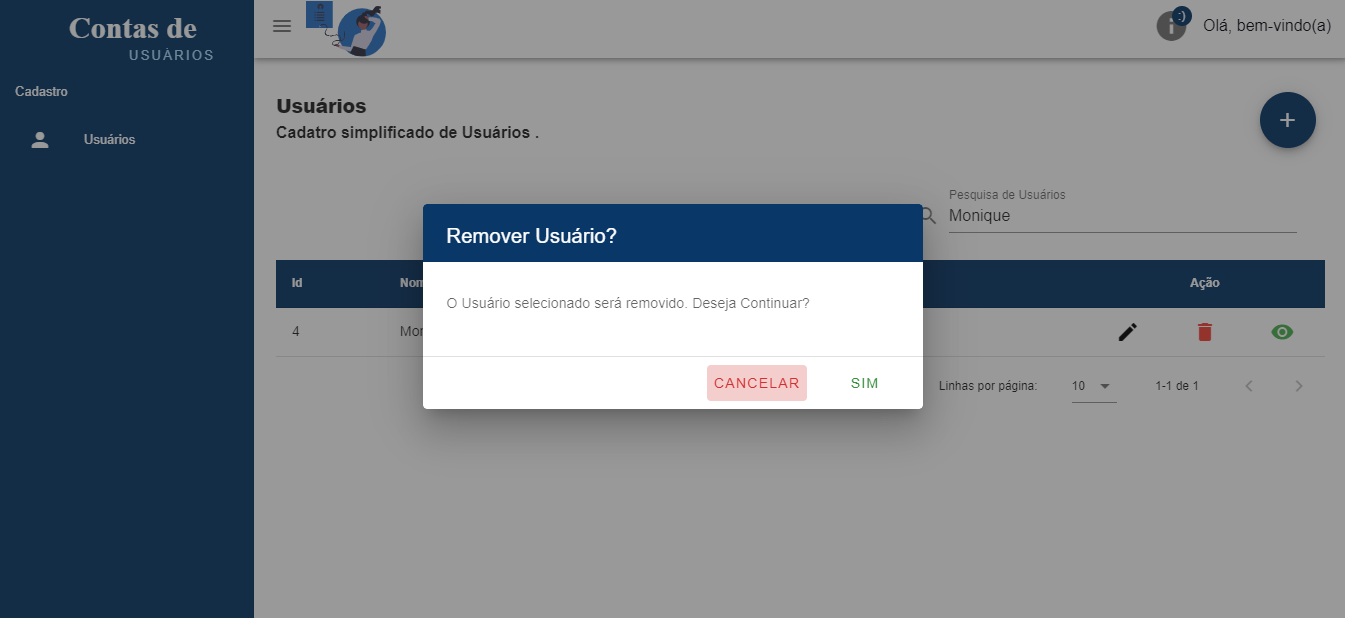 Contas de
USUÁRIOS
:)
Olá, bem-vindo(a)
Cadastro
Usuários
Usuários
Cadatro simplificado de Usuários .
+
Pesquisa de Usuários
Monique
Remover Usuário?
Id
Ação
O Usuário selecionado será removido. Deseja Continuar?
4
CANCELAR SIM
Linhas por página: 10 1-1 de 1